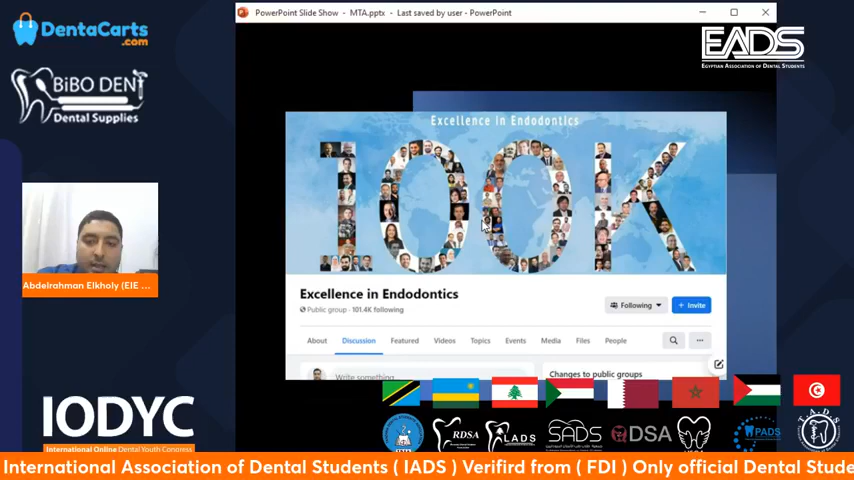 DentaCarts
.com
BiBO DENT
Dental Supplies
PowerPoint Slide Show - MTA.pptx - Last saved by user - PowerPoint
EADS
EGYPTIAN ASSOCIATION OF DENTAL STUDENTS
Excellence in Endodontics
100K
Abdelrahman Elkholy (EIE ...
Excellence in Endodontics
Public group · 101.4K following
Following
+ Invite
About
Discussion
Featured
Videos
Topics
Events
Media
Files
People
Write something...
Changes to public groups
IODYC
International Online Dental Youth Congress
RDSA
LADS
SADS
QDSA
PADS
T.A.D.S
International Association of Dental Students ( IADS ) Verifird from ( FDI ) Only official Dental Stude